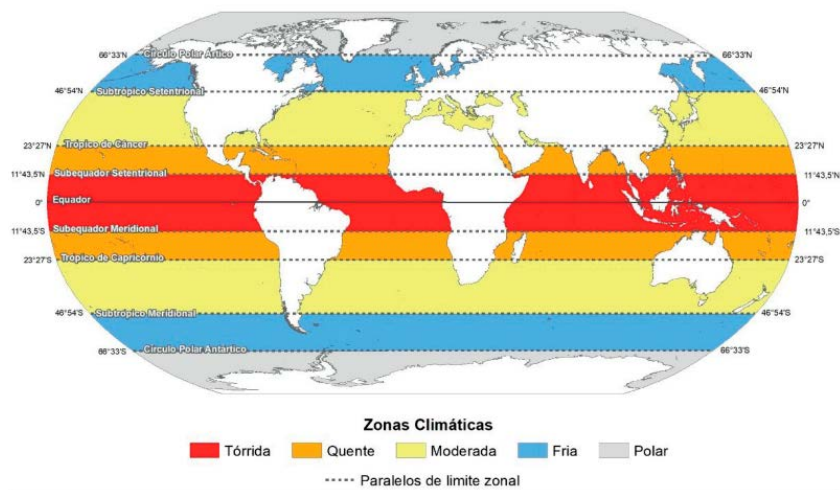 66°33'N Círculo Polar Ártico 66°33'N
46°54'N Subtrópico Setentrional 46°54'N
23°27'N Trópico de Câncer 23°27'N
11°43,5'N Subequador Setentrional 11°43,5'N
0° Equador 0°
11°43,5'S Subequador Meridional 11°43,5'S
23°27'S Trópico de Capricórnio 23°27'S
46°54'S Subtrópico Meridional 46°54'S
66°33'S Círculo Polar Antártico 66°33'S
Zonas Climáticas
Tórrida Quente Moderada Fria Polar
Paralelos de limite zonal